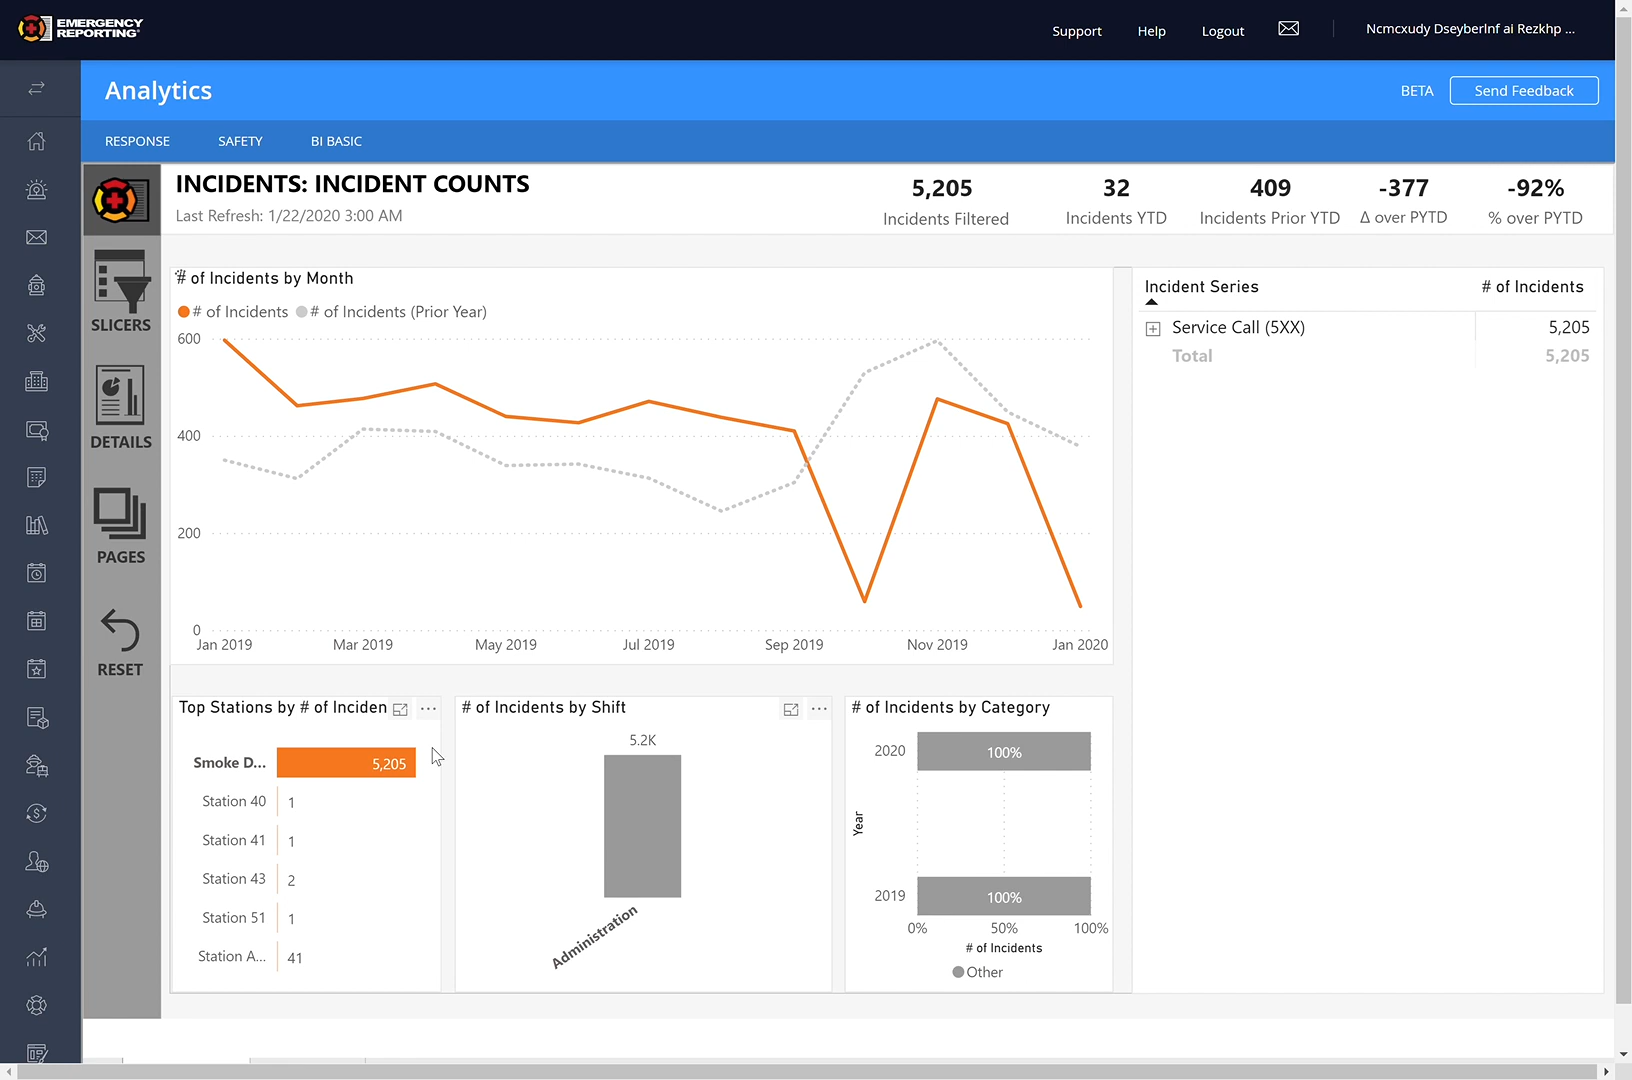 EMERGENCY
REPORTING
Support
Help
Logout
Ncmcxudy DseyberInf ai Rezkhp ...
Analytics
BETA
Send Feedback
RESPONSE
SAFETY
BI BASIC
INCIDENTS: INCIDENT COUNTS
Last Refresh: 1/22/2020 3:00 AM
5,205
Incidents Filtered
32
Incidents YTD
409
Incidents Prior YTD
-377
Δ over PYTD
-92%
% over PYTD
SLICERS
DETAILS
PAGES
RESET
# of Incidents by Month
# of Incidents
# of Incidents (Prior Year)
600
400
200
0
Jan 2019
Mar 2019
May 2019
Jul 2019
Sep 2019
Nov 2019
Jan 2020
Incident Series
# of Incidents
Service Call (5XX)
5,205
Total
5,205
Top Stations by # of Inciden
Smoke D...
5,205
Station 40
1
Station 41
1
Station 43
2
Station 51
1
Station A...
41
# of Incidents by Shift
5.2K
Administration
# of Incidents by Category
Year
2020
100%
2019
100%
0%
50%
100%
# of Incidents
Other